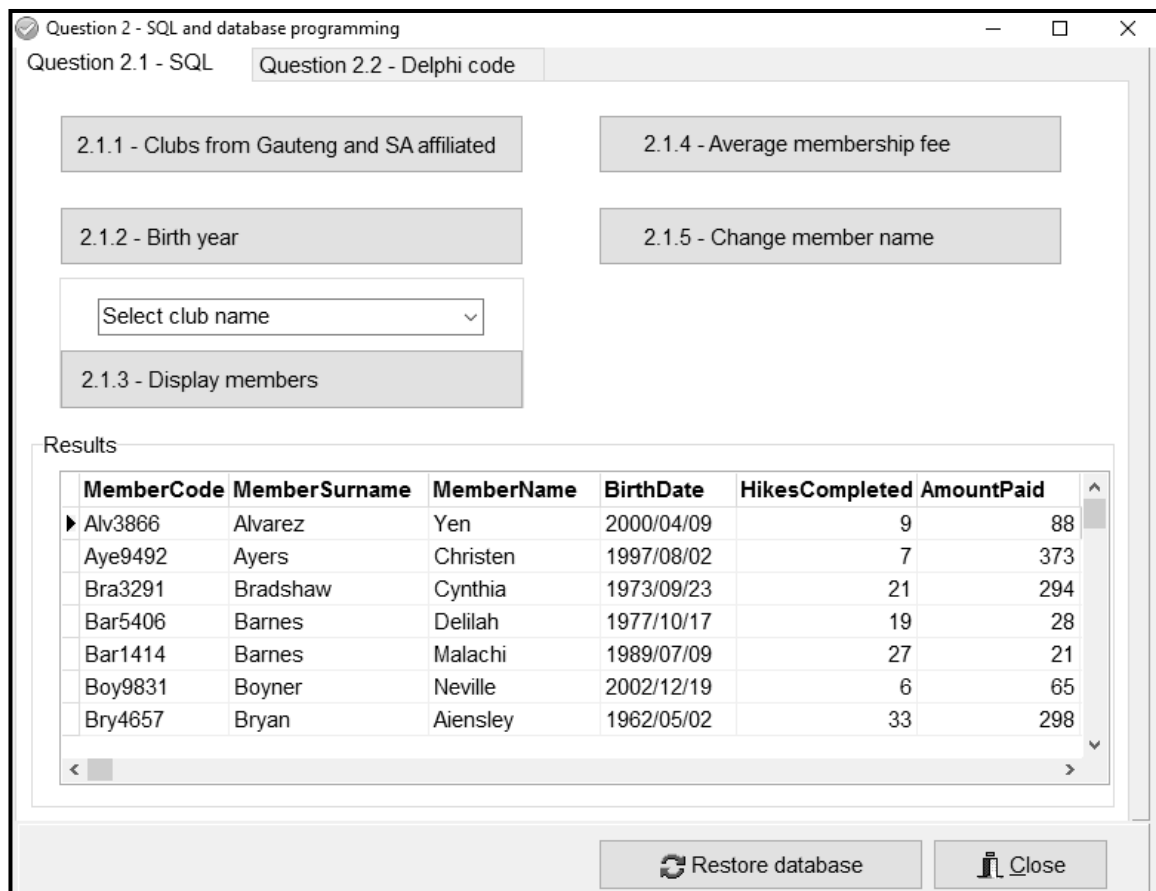 Question 2 - SQL and database programming
Question 2.1 - SQL Question 2.2 - Delphi code
2.1.1 - Clubs from Gauteng and SA affiliated 2.1.4 - Average membership fee
2.1.2 - Birth year 2.1.5 - Change member name
Select club name
2.1.3 - Display members
Results
MemberCode MemberSurname MemberName BirthDate HikesCompleted AmountPaid
Alv3866 Alvarez Yen 2000/04/09 9 88
Aye9492 Ayers Christen 1997/08/02 7 373
Bra3291 Bradshaw Cynthia 1973/09/23 21 294
Bar5406 Barnes Delilah 1977/10/17 19 28
Bar1414 Barnes Malachi 1989/07/09 27 21
Boy9831 Boyner Neville 2002/12/19 6 65
Bry4657 Bryan Aiensley 1962/05/02 33 298
Restore database Close